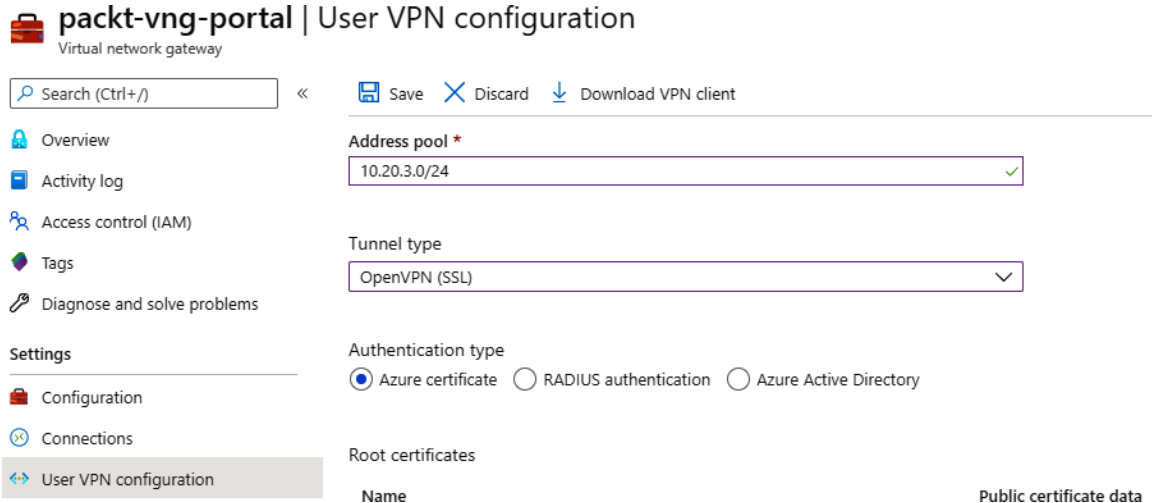 packt-vng-portal | User VPN configuration
Virtual network gateway
Search (Ctrl+/)
«
Overview
Activity log
Access control (IAM)
Tags
Diagnose and solve problems
Settings
Configuration
Connections
User VPN configuration
Save Discard Download VPN client
Address pool *
10.20.3.0/24
Tunnel type
OpenVPN (SSL)
Authentication type
Azure certificate RADIUS authentication Azure Active Directory
Root certificates
Name Public certificate data